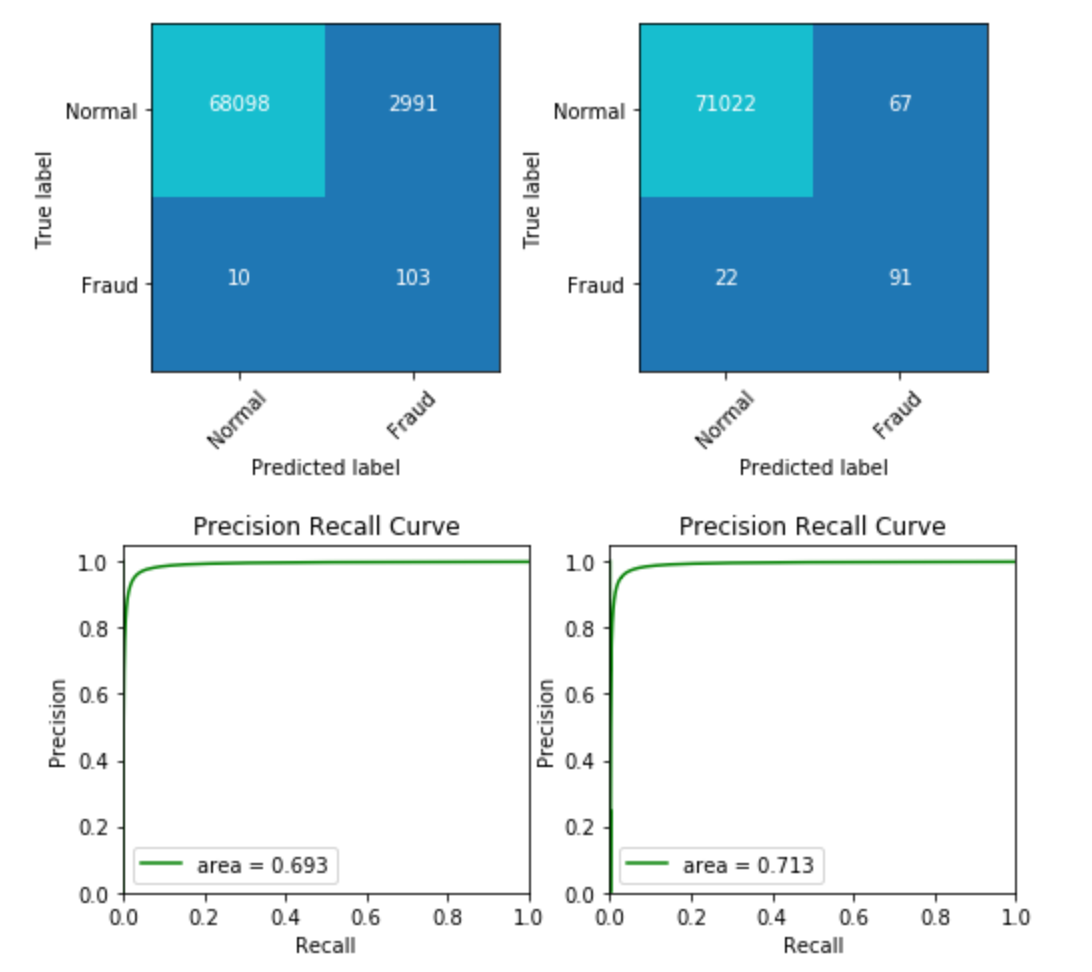 True label
Normal
68098 2991
Fraud
10 103
Normal Fraud
Predicted label
True label
Normal
71022 67
Fraud
22 91
Normal Fraud
Predicted label
Precision Recall Curve
Precision
1.0
0.8
0.6
0.4
0.2
0.0
area = 0.693
0.0 0.2 0.4 0.6 0.8 1.0
Recall
Precision Recall Curve
Precision
1.0
0.8
0.6
0.4
0.2
0.0
area = 0.713
0.0 0.2 0.4 0.6 0.8 1.0
Recall